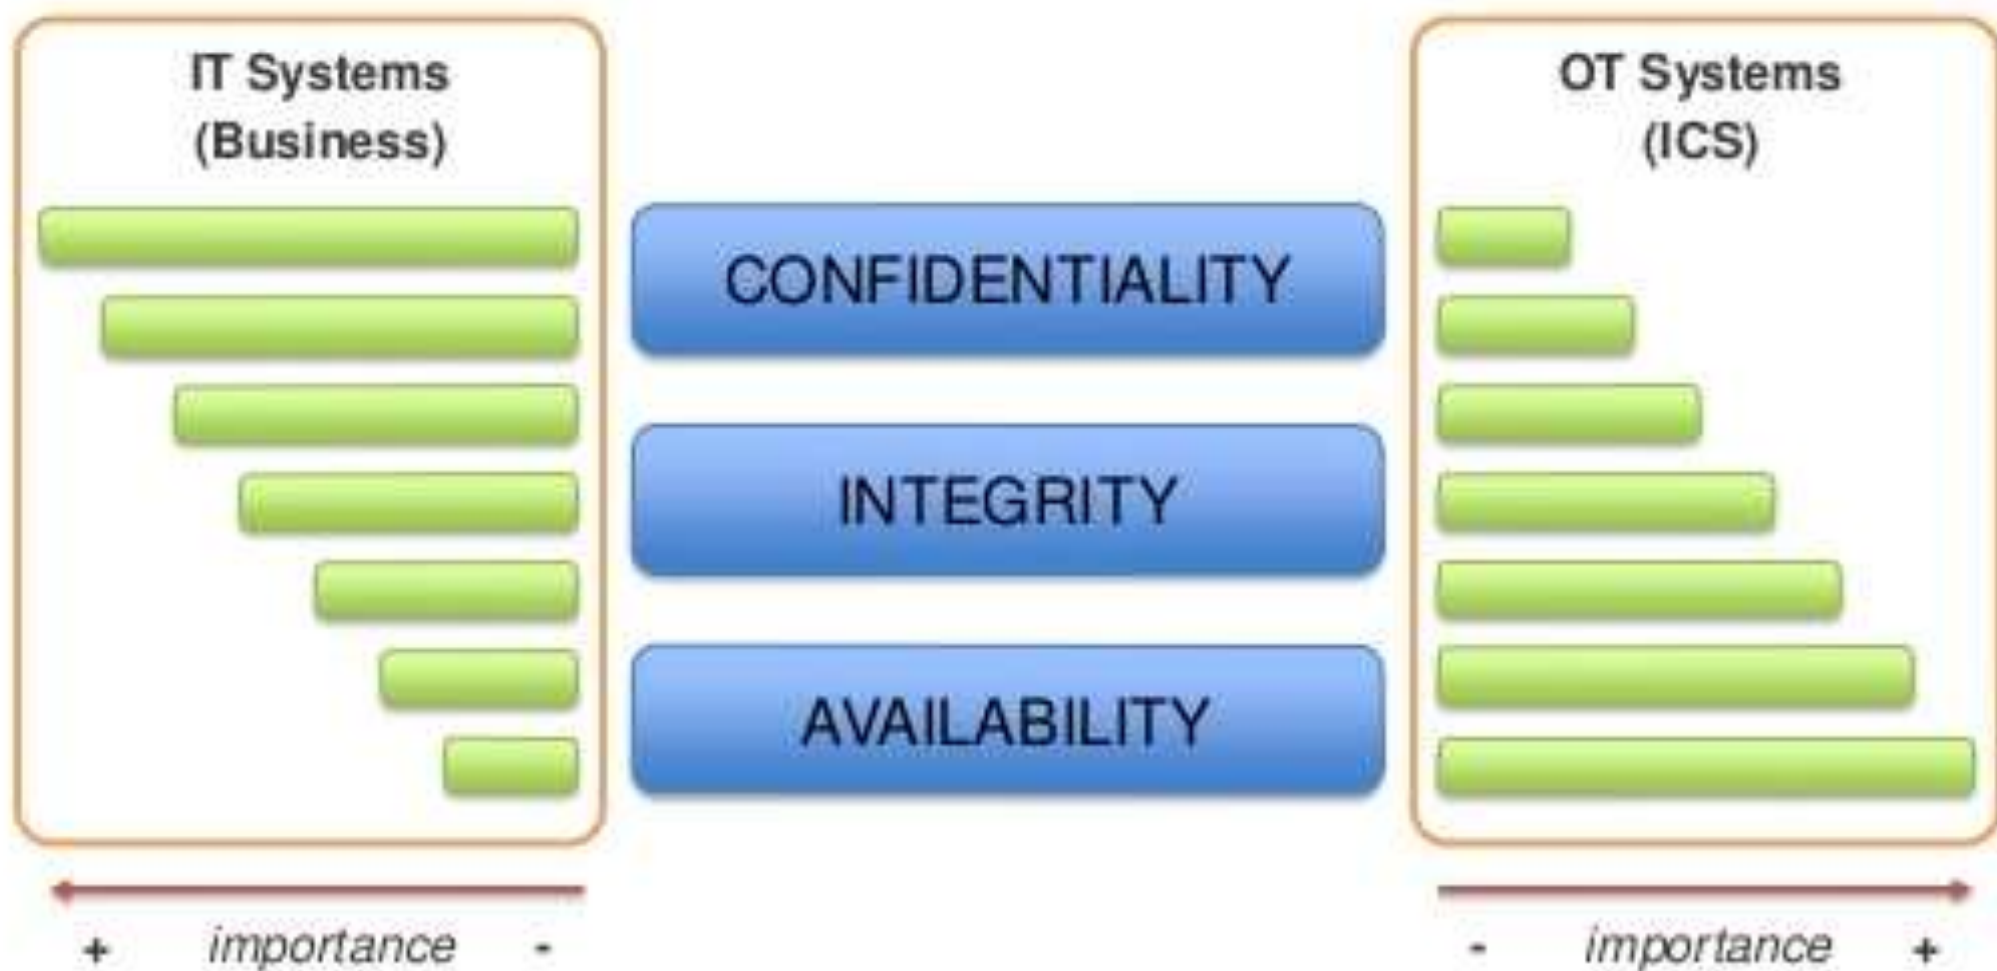 IT Systems
(Business)
OT Systems
(ICS)
CONFIDENTIALITY
INTEGRITY
AVAILABILITY
+ importance -
- importance +